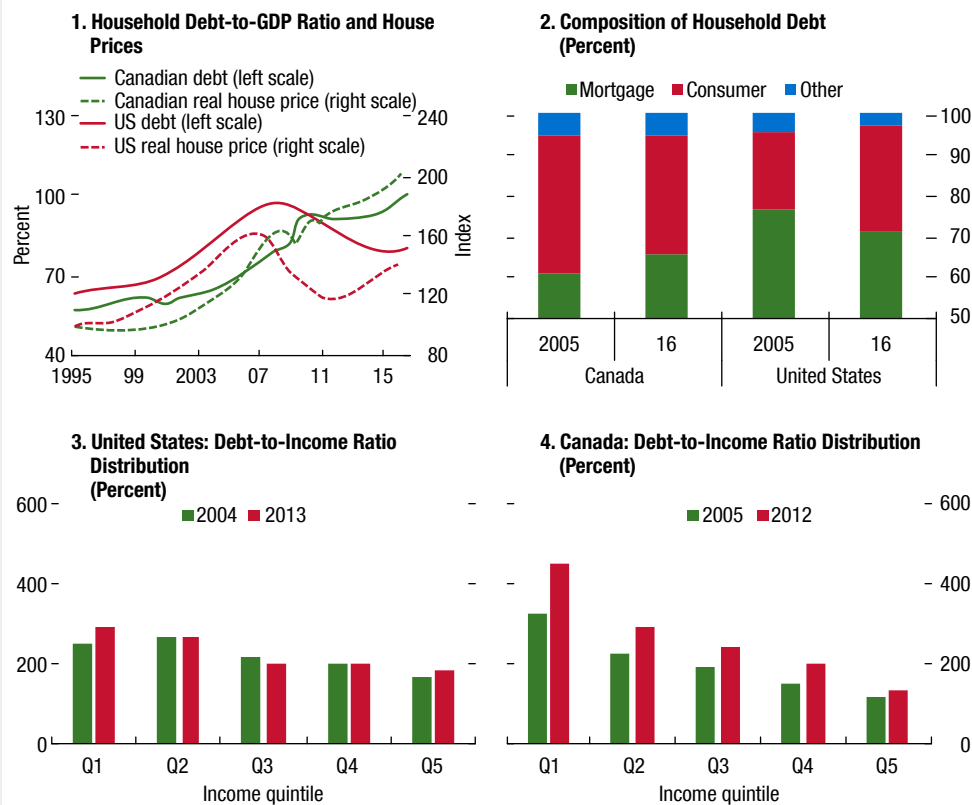 1. Household Debt-to-GDP Ratio and House
Prices
Canadian debt (left scale)
Canadian real house price (right scale)
US debt (left scale)
US real house price (right scale)
130
100
70
40
Percent
240
200
160
120
80
Index
1995 99 2003 07 11 15
2. Composition of Household Debt
(Percent)
Mortgage Consumer Other
100
90
80
70
60
50
2005 16 2005 16
Canada United States
3. United States: Debt-to-Income Ratio
Distribution
(Percent)
2004 2013
600
400
200
0
Q1 Q2 Q3 Q4 Q5
Income quintile
4. Canada: Debt-to-Income Ratio Distribution
(Percent)
2005 2012
600
400
200
0
Q1 Q2 Q3 Q4 Q5
Income quintile